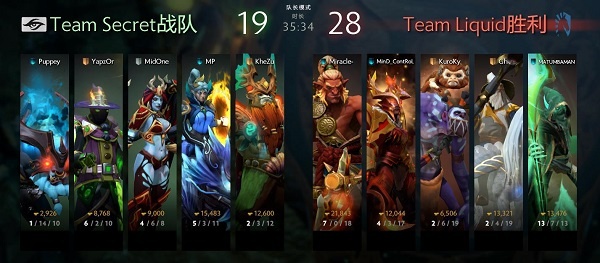 Team Secret战队 19 队长模式 28 Team Liquid胜利
时长
35:34
Puppey YapzOr MidOne MP KheZu Miracle- MinD_ContRoL KuroKy Gh MATUMBAMAN
2,926 8,768 9,000 15,483 12,600 21,843 12,044 6,506 13,321 13,476
1 / 14 / 10 6 / 2 / 10 4 / 6 / 8 5 / 3 / 11 2 / 3 / 11 7 / 0 / 18 4 / 3 / 17 2 / 6 / 19 2 / 4 / 20 13 / 7 / 13